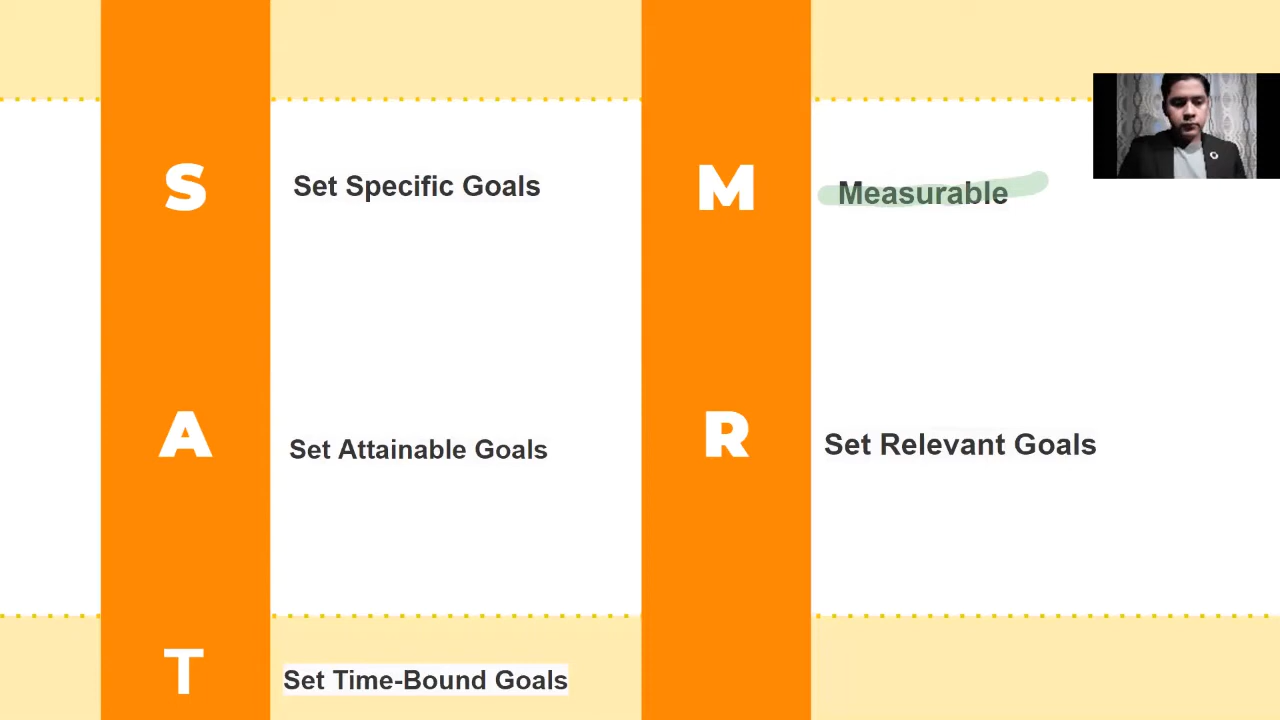 S
Set Specific Goals
M
Measurable
A
Set Attainable Goals
R
Set Relevant Goals
T
Set Time-Bound Goals